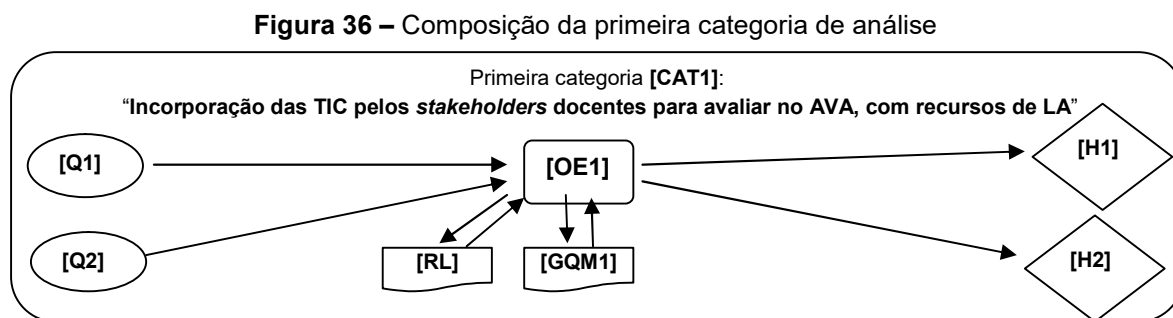 Figura 36 – Composição da primeira categoria de análise
Primeira categoria [CAT1]:
“Incorporação das TIC pelos stakeholders docentes para avaliar no AVA, com recursos de LA”
[Q1]
[OE1]
[H1]
[Q2]
[RL]
[GQM1]
[H2]